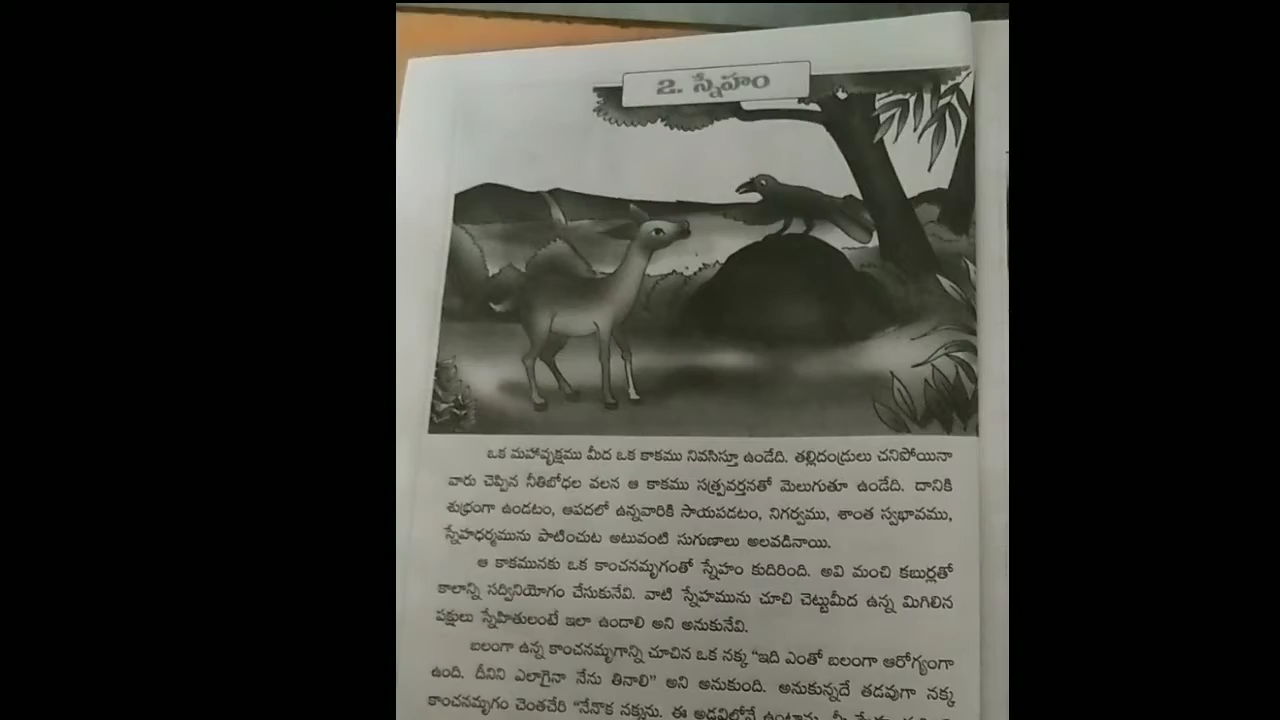 2. స్నేహం
ఒక మహావృక్షము మీద ఒక కాకము నివసిస్తూ ఉండేది. తల్లిదండ్రులు చనిపోయినా
వారు చెప్పిన నీతిబోధల వలన ఆ కాకము సత్ప్రవర్తనతో మెలుగుతూ ఉండేది. దానికి
శుభ్రంగా ఉండటం, ఆపదలో ఉన్నవారికి సాయపడటం, నిగర్వము, శాంత స్వభావము,
స్నేహధర్మమును పాటించుట అటువంటి సుగుణాలు అలవడినాయి.
ఆ కాకమునకు ఒక కాంచనమృగంతో స్నేహం కుదిరింది. అవి మంచి కబుర్లతో
కాలాన్ని సద్వినియోగం చేసుకునేవి. వాటి స్నేహమును చూచి చెట్టుమీద ఉన్న మిగిలిన
పక్షులు స్నేహితులంటే ఇలా ఉండాలి అని అనుకునేవి.
బలంగా ఉన్న కాంచనమృగాన్ని చూచిన ఒక నక్క "ఇది ఎంతో బలంగా ఆరోగ్యంగా
ఉంది. దీనిని ఎలాగైనా నేను తినాలి" అని అనుకుంది. అనుకున్నదే తడవుగా నక్క
కాంచనమృగం చెంతచేరి "నేనొక నక్కను. ఈ అడవిలోనే ఉంటాను.